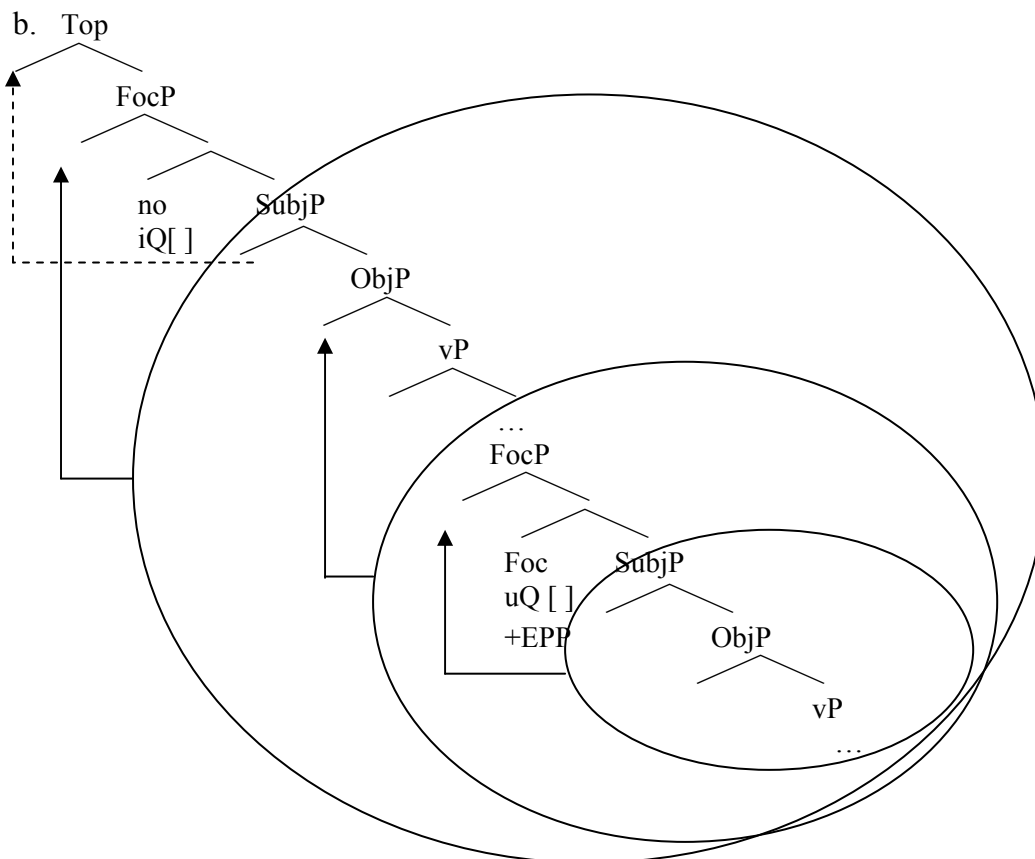 b. Top
FocP
no SubjP
iQ[ ]
ObjP
vP
…
FocP
Foc SubjP
uQ [ ]
+EPP ObjP
vP
…